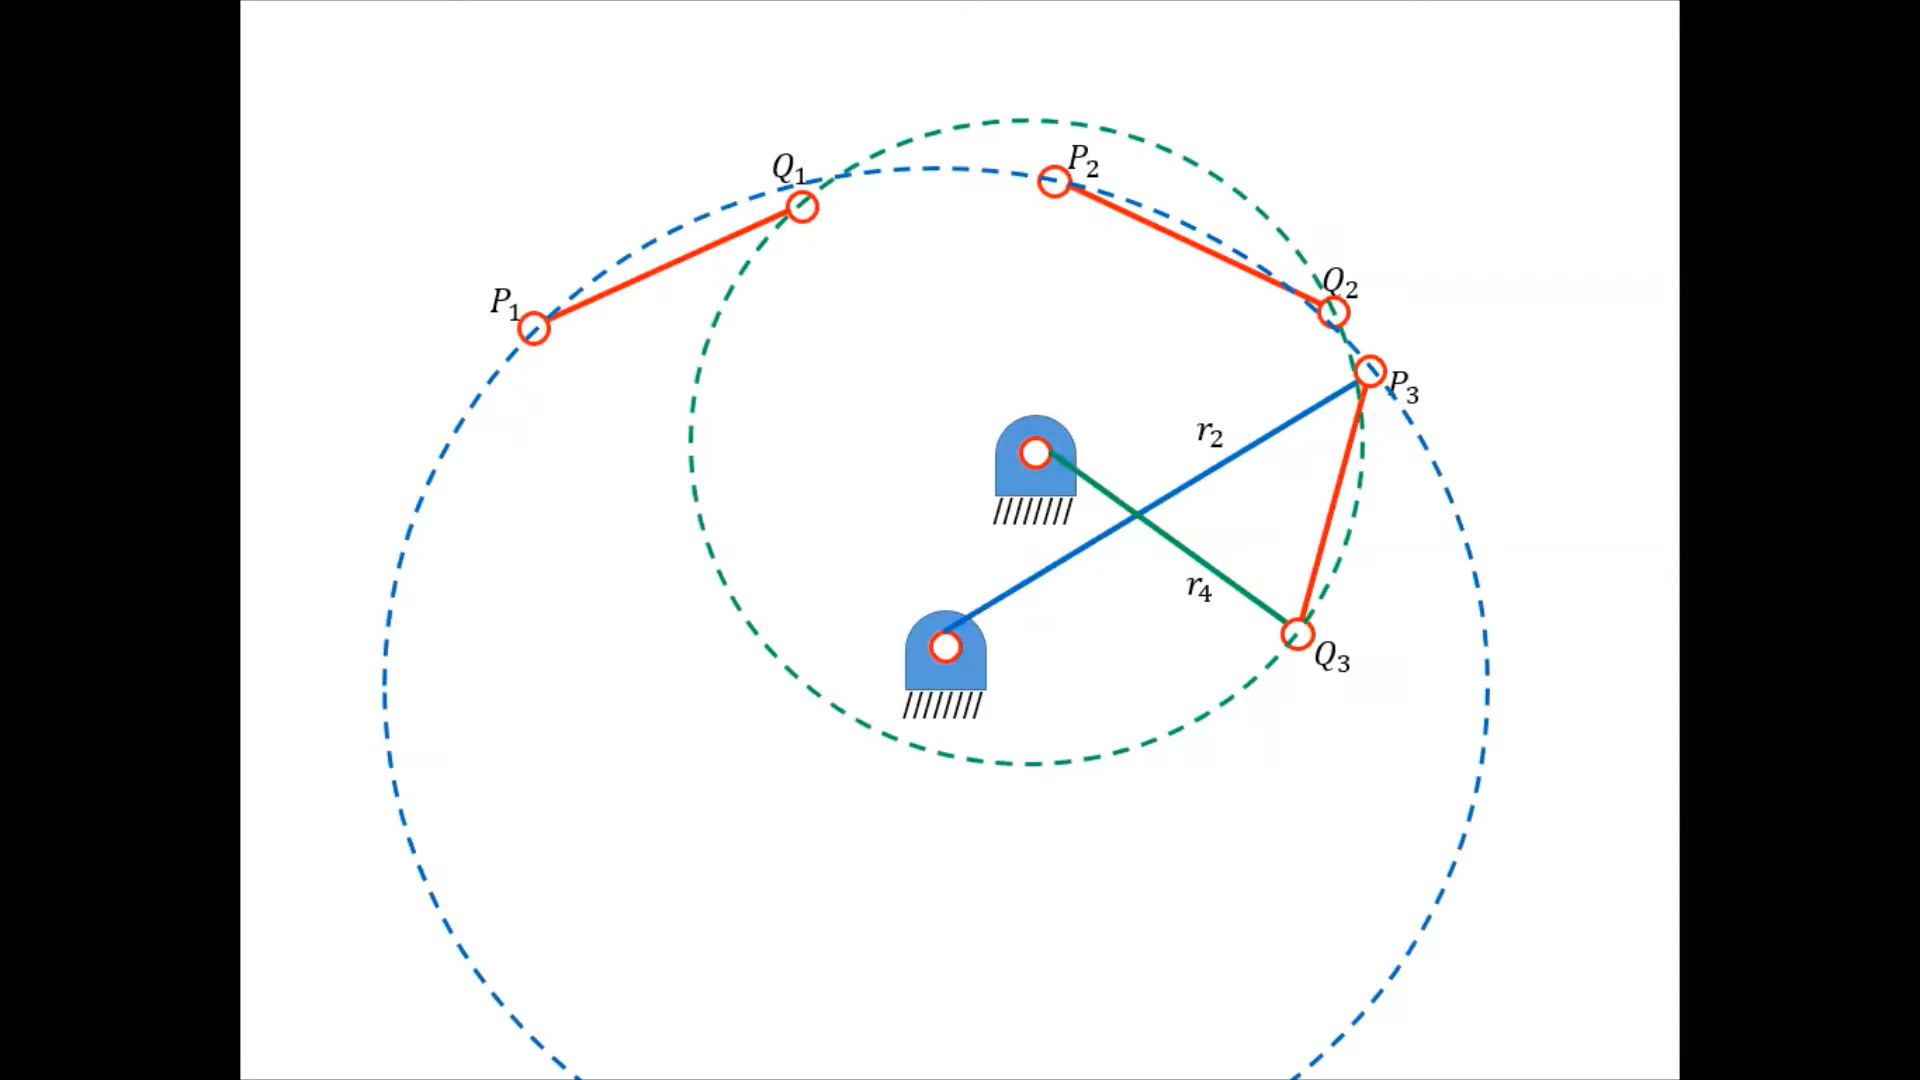 P₂
Q₁
Q₂
P₁
P₃
r₂
r₄
Q₃